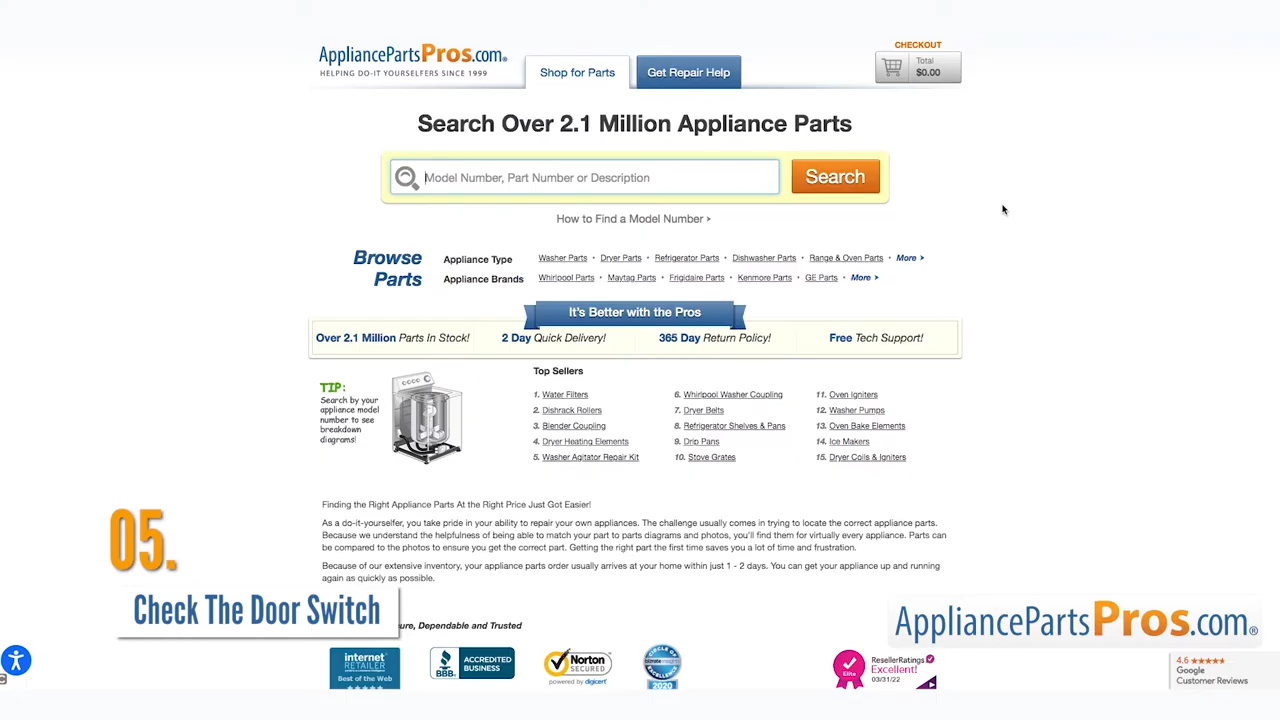 AppliancePartsPros.com®
HELPING DO-IT YOURSELFERS SINCE 1999
Shop for Parts
Get Repair Help
CHECKOUT
Total
$0.00
Search Over 2.1 Million Appliance Parts
Model Number, Part Number or Description
Search
How to Find a Model Number ›
Browse Parts
Appliance Type
Washer Parts • Dryer Parts • Refrigerator Parts • Dishwasher Parts • Range & Oven Parts • More ›
Appliance Brands
Whirlpool Parts • Maytag Parts • Frigidaire Parts • Kenmore Parts • GE Parts • More ›
It's Better with the Pros
Over 2.1 Million Parts In Stock!
2 Day Quick Delivery!
365 Day Return Policy!
Free Tech Support!
TIP:
Search by your
appliance model
number to see
breakdown
diagrams!
Top Sellers
1. Water Filters
2. Dishrack Rollers
3. Blender Coupling
4. Dryer Heating Elements
5. Washer Agitator Repair Kit
6. Whirlpool Washer Coupling
7. Dryer Belts
8. Refrigerator Shelves & Pans
9. Drip Pans
10. Stove Grates
11. Oven Igniters
12. Washer Pumps
13. Oven Bake Elements
14. Ice Makers
15. Dryer Coils & Igniters
Finding the Right Appliance Parts At the Right Price Just Got Easier!
As a do-it-yourselfer, you take pride in your ability to repair your own appliances. The challenge usually comes in trying to locate the correct appliance parts.
Because we understand the helpfulness of being able to match your part to parts diagrams and photos, you'll find them for virtually every appliance. Parts can
be compared to the photos to ensure you get the correct part. Getting the right part the first time saves you a lot of time and frustration.
Because of our extensive inventory, your appliance parts order usually arrives at your home within just 1 - 2 days. You can get your appliance up and running
again as quickly as possible.
05.
Check The Door Switch
ure, Dependable and Trusted
AppliancePartsPros.com®
internet
RETAILER
Best of the Web
BBB
ACCREDITED
BUSINESS
Norton
SECURED
powered by digicert
CIRCLE OF
2020
Elite
ResellerRatings
Excellent!
03/31/22
4.6
Google
Customer Reviews